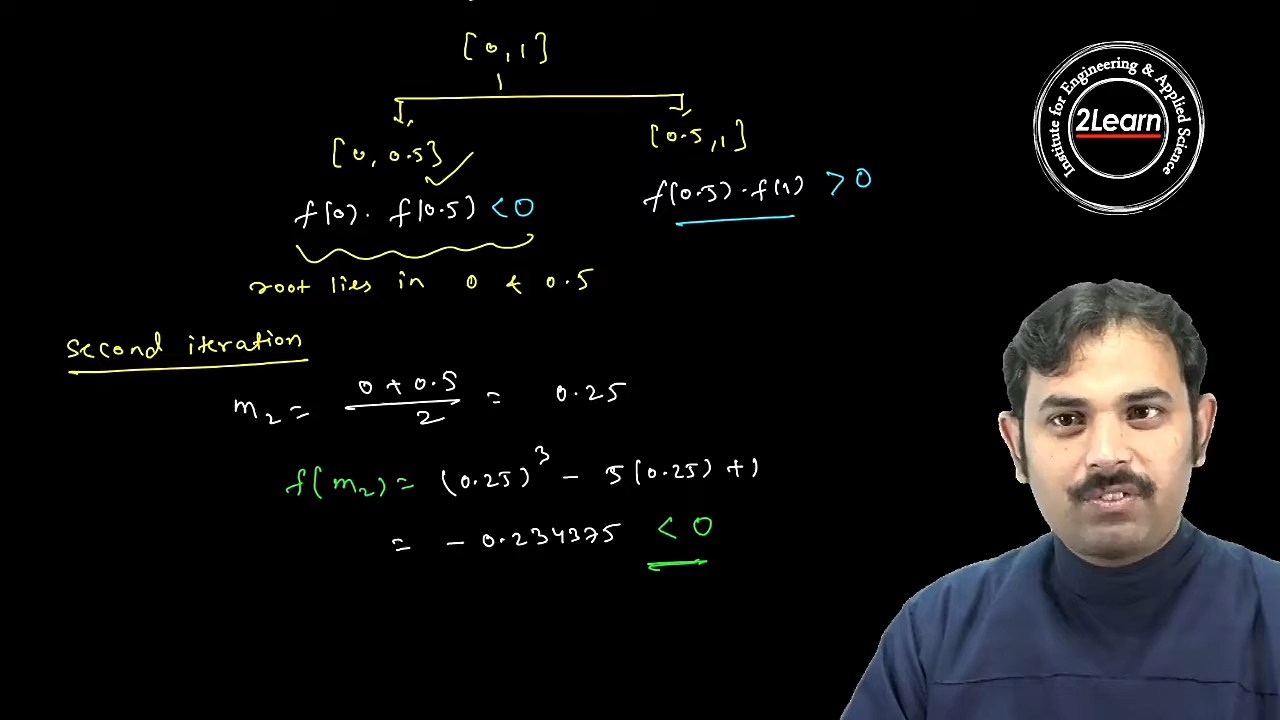 [0, 1]
[0, 0.5] [0.5, 1]
f(0) . f(0.5) < 0 f(0.5) . f(1) > 0
root lies in 0 & 0.5
Second iteration
m₂ = (0 + 0.5)/2 = 0.25
f(m₂) = (0.25)³ - 5(0.25) + 1
= - 0.234375 < 0
Institute for Engineering & Applied Science
2Learn